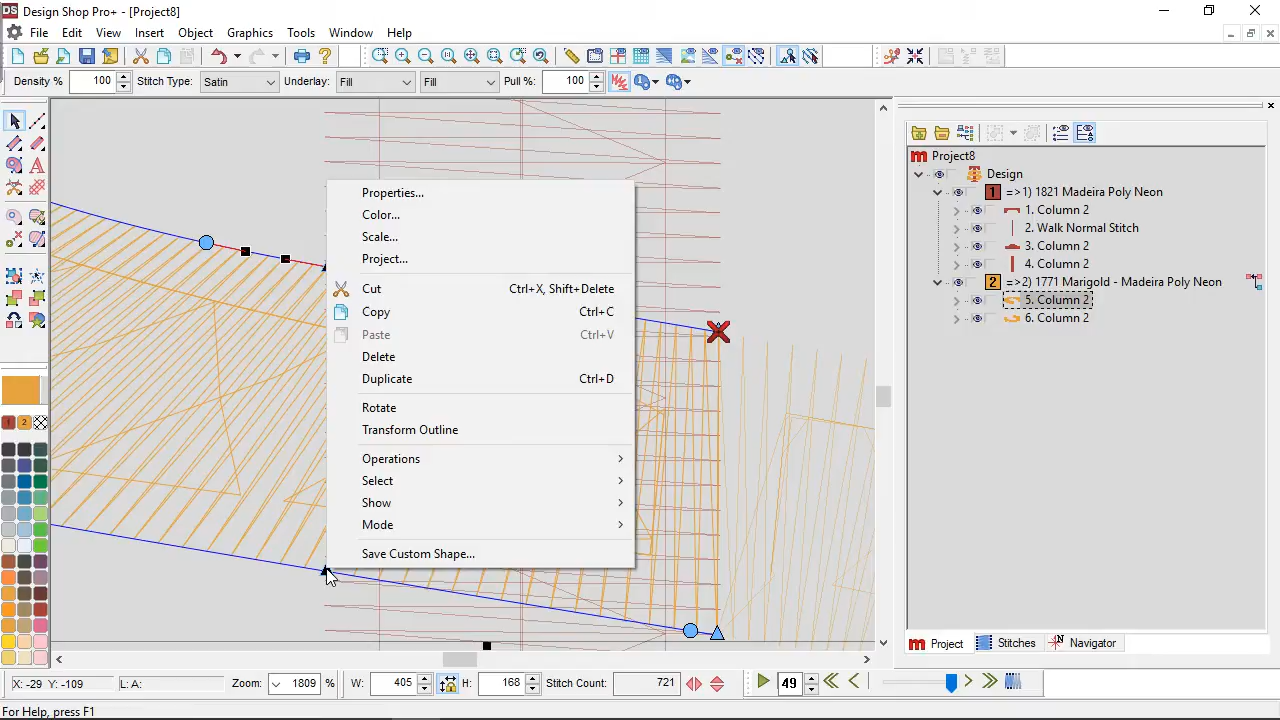 Design Shop Pro+ - [Project8]
File Edit View Insert Object Graphics Tools Window Help
Density % 100 Stitch Type: Satin Underlay: Fill Fill Pull %: 100
Properties...
Color...
Scale...
Project...
Cut Ctrl+X, Shift+Delete
Copy Ctrl+C
Paste Ctrl+V
Delete
Duplicate Ctrl+D
Rotate
Transform Outline
Operations
Select
Show
Mode
Save Custom Shape...
Project8
Design
1 =>1) 1821 Madeira Poly Neon
1. Column 2
2. Walk Normal Stitch
3. Column 2
4. Column 2
2 =>2) 1771 Marigold - Madeira Poly Neon
5. Column 2
6. Column 2
1 2
Project Stitches Navigator
X: -29 Y: -109 L: A: Zoom: 1809 % W: 405 H: 168 Stitch Count: 721 49
For Help, press F1